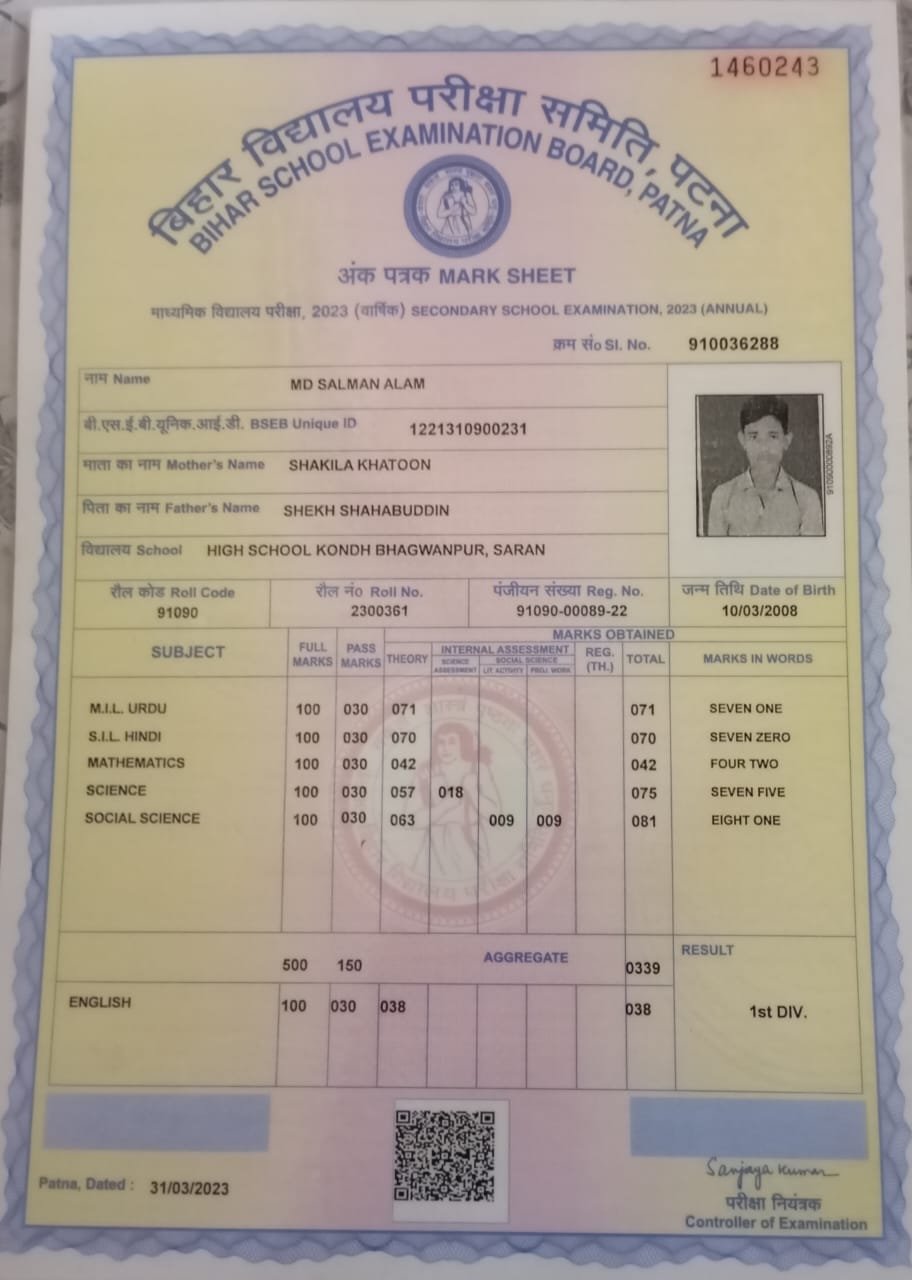 1460243
बिहार विद्यालय परीक्षा समिति, पटना
BIHAR SCHOOL EXAMINATION BOARD, PATNA
अंक पत्रक MARK SHEET
माध्यमिक विद्यालय परीक्षा, 2023 (वार्षिक) SECONDARY SCHOOL EXAMINATION, 2023 (ANNUAL)
क्रम सं० Sl. No. 910036288
नाम Name MD SALMAN ALAM
बी.एस.ई.बी.यूनिक.आई.डी. BSEB Unique ID 1221310900231
माता का नाम Mother's Name SHAKILA KHATOON
पिता का नाम Father's Name SHEKH SHAHABUDDIN
विद्यालय School HIGH SCHOOL KONDH BHAGWANPUR, SARAN
रौल कोड Roll Code रौल नं० Roll No. पंजीयन संख्या Reg. No. जन्म तिथि Date of Birth
91090 2300361 91090-00089-22 10/03/2008
MARKS OBTAINED
SUBJECT FULL MARKS PASS MARKS THEORY INTERNAL ASSESSMENT REG. (TH.) TOTAL MARKS IN WORDS
SCIENCE ASSESSMENT SOCIAL SCIENCE
LIT. ACTIVITY PROJ. WORK
M.I.L. URDU 100 030 071 071 SEVEN ONE
S.I.L. HINDI 100 030 070 070 SEVEN ZERO
MATHEMATICS 100 030 042 042 FOUR TWO
SCIENCE 100 030 057 018 075 SEVEN FIVE
SOCIAL SCIENCE 100 030 063 009 009 081 EIGHT ONE
500 150 AGGREGATE 0339 RESULT
ENGLISH 100 030 038 038 1st DIV.
Patna, Dated : 31/03/2023
Sanjaya Kumar
परीक्षा नियंत्रक
Controller of Examination